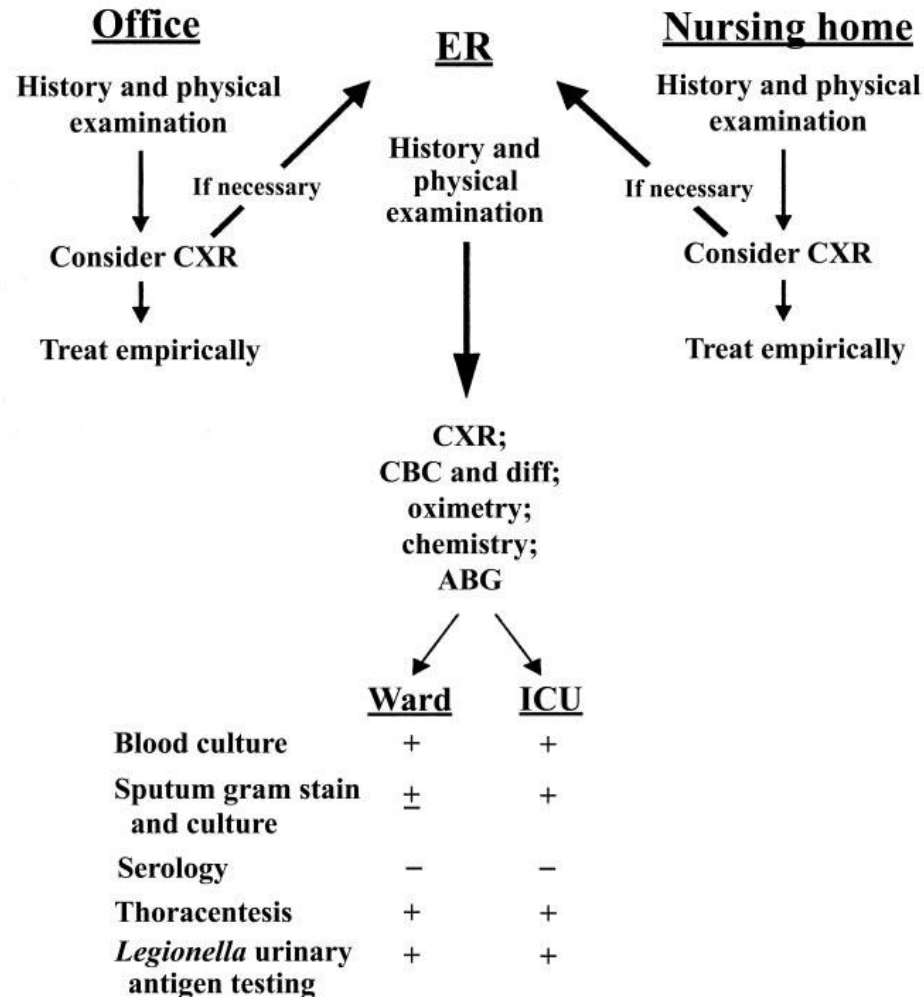 Office
History and physical
examination
If necessary
Consider CXR
Treat empirically
ER
History and
physical
examination
Nursing home
History and physical
examination
If necessary
Consider CXR
Treat empirically
CXR;
CBC and diff;
oximetry;
chemistry;
ABG
Ward ICU
Blood culture + +
Sputum gram stain ± +
and culture
Serology − −
Thoracentesis + +
Legionella urinary + +
antigen testing